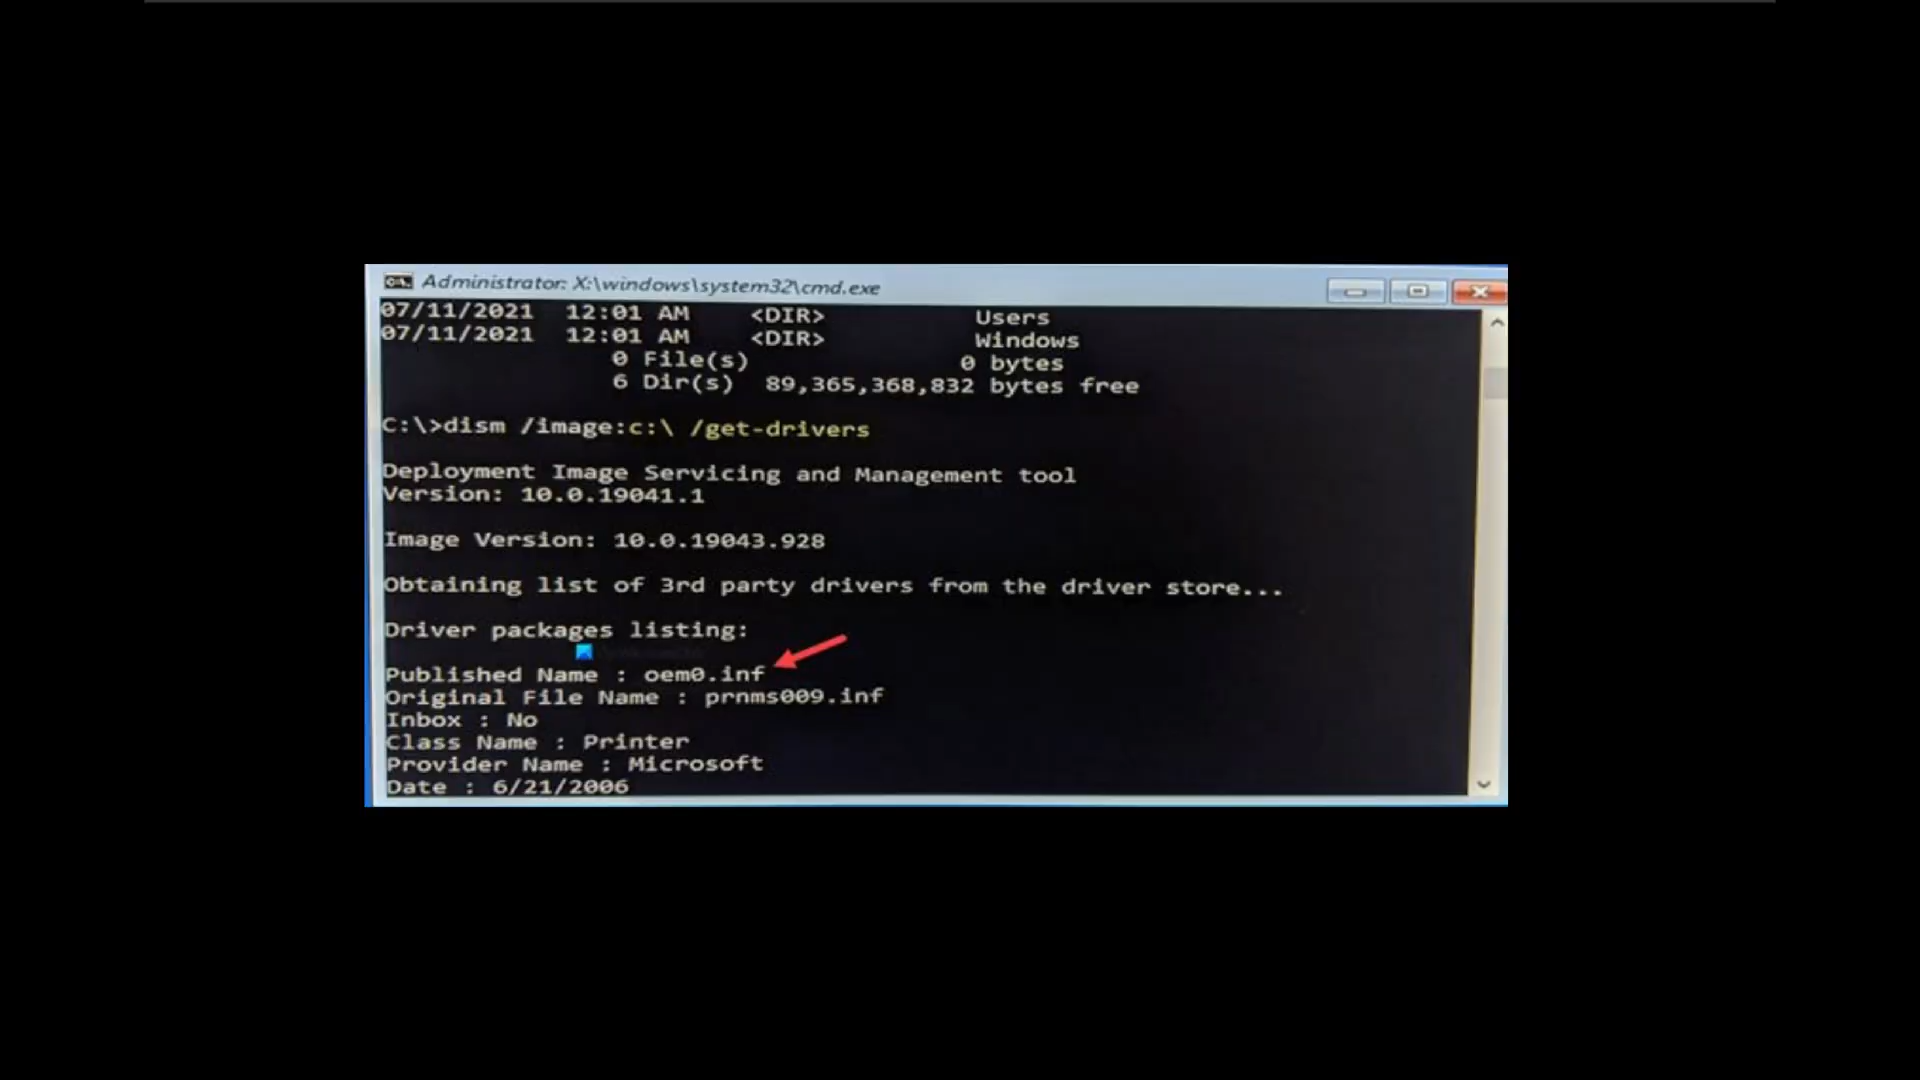 Administrator: X:\windows\system32\cmd.exe
07/11/2021 12:01 AM <DIR> Users
07/11/2021 12:01 AM <DIR> Windows
0 File(s) 0 bytes
6 Dir(s) 89,365,368,832 bytes free
C:\>dism /image:c:\ /get-drivers
Deployment Image Servicing and Management tool
Version: 10.0.19041.1
Image Version: 10.0.19043.928
Obtaining list of 3rd party drivers from the driver store...
Driver packages listing:
Published Name : oem0.inf
Original File Name : prnms009.inf
Inbox : No
Class Name : Printer
Provider Name : Microsoft
Date : 6/21/2006